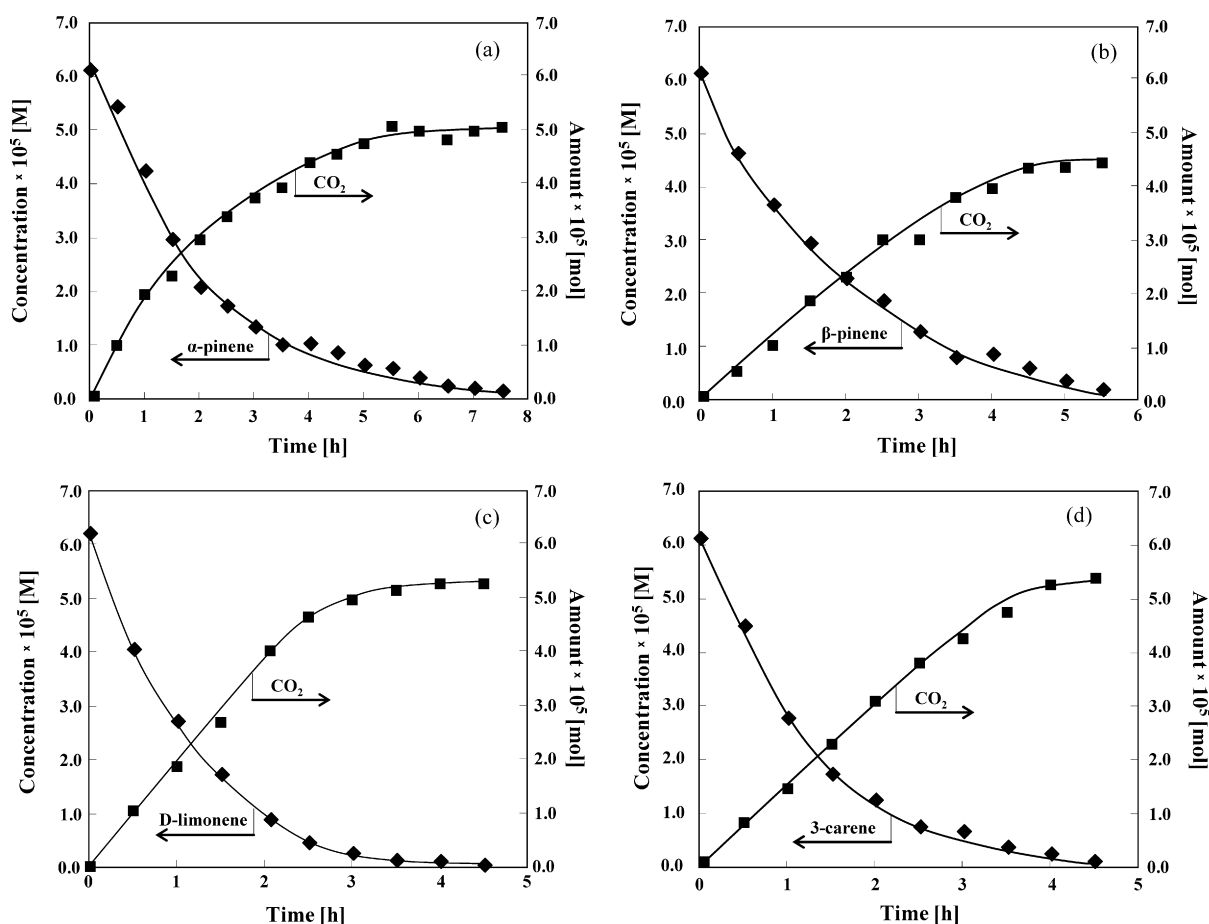 (a)
7.0
6.0
5.0
4.0
3.0
2.0
1.0
0.0
Concentration × 10⁵ [M]
7.0
6.0
5.0
4.0
3.0
2.0
1.0
0.0
Amount × 10⁵ [mol]
CO₂
α-pinene
0 1 2 3 4 5 6 7 8
Time [h]
(b)
7.0
6.0
5.0
4.0
3.0
2.0
1.0
0.0
Concentration × 10⁵ [M]
7.0
6.0
5.0
4.0
3.0
2.0
1.0
0.0
Amount × 10⁵ [mol]
CO₂
β-pinene
0 1 2 3 4 5 6
Time [h]
(c)
7.0
6.0
5.0
4.0
3.0
2.0
1.0
0.0
Concentration × 10⁵ [M]
7.0
6.0
5.0
4.0
3.0
2.0
1.0
0.0
Amount × 10⁵ [mol]
CO₂
D-limonene
0 1 2 3 4 5
Time [h]
(d)
7.0
6.0
5.0
4.0
3.0
2.0
1.0
0.0
Concentration × 10⁵ [M]
7.0
6.0
5.0
4.0
3.0
2.0
1.0
0.0
Amount × 10⁵ [mol]
CO₂
3-carene
0 1 2 3 4 5
Time [h]